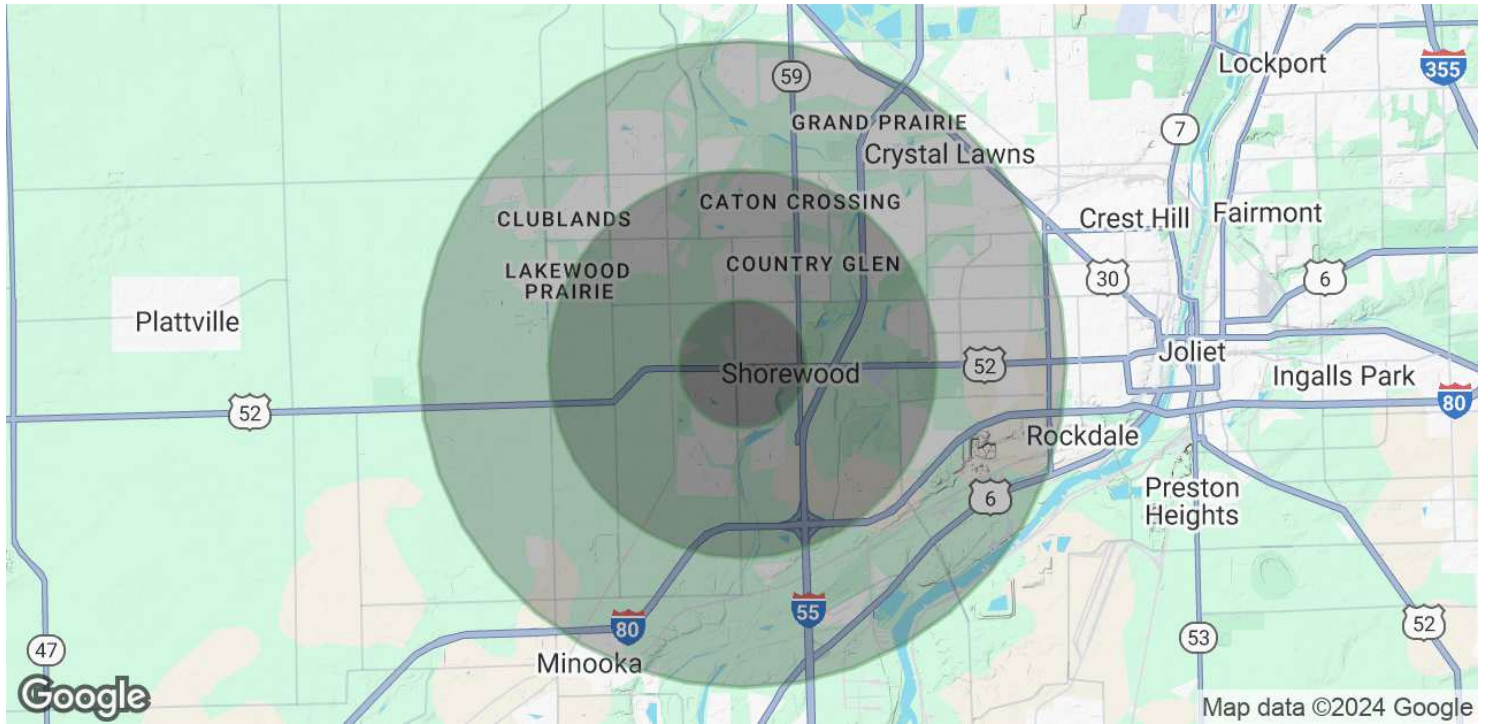 Lockport
59
355
GRAND PRAIRIE
7
Crystal Lawns
CATON CROSSING
CLUBLANDS
Crest Hill
Fairmont
COUNTRY GLEN
LAKEWOOD
PRAIRIE
30
6
Plattville
Joliet
Shorewood
52
Ingalls Park
52
80
Rockdale
6
Preston
Heights
55
80
52
53
47
Minooka
Google
Map data ©2024 Google